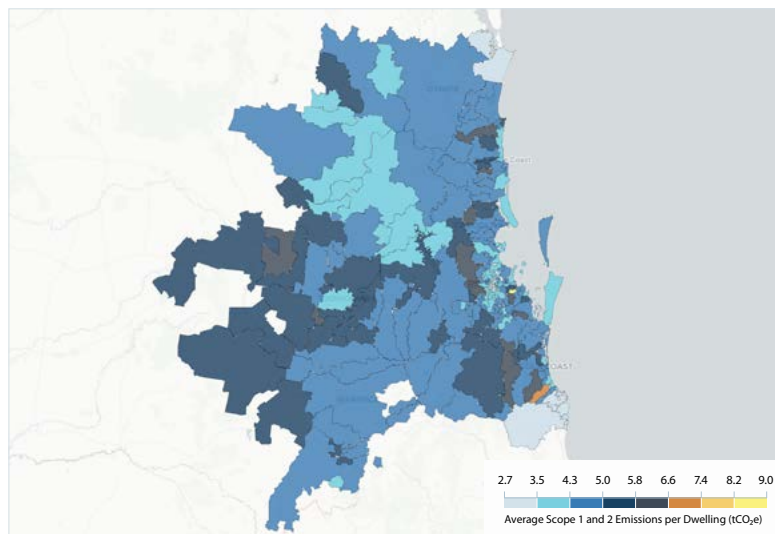 Coast
COAST
2.7 3.5 4.3 5.0 5.8 6.6 7.4 8.2 9.0
Average Scope 1 and 2 Emissions per Dwelling (tCO₂e)